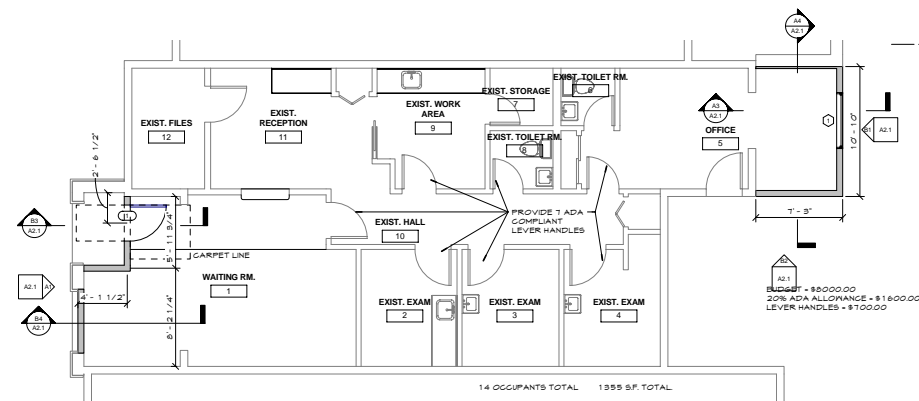 A4
A2.1
EXIST. TOILET RM.
6
EXIST. STORAGE
7
EXIST. WORK
AREA
9
EXIST.
RECEPTION
11
EXIST. FILES
12
A3
A2.1
OFFICE
5
1
B1
A2.1
10' - 10"
EXIST. TOILET RM.
8
2' - 6 1/2"
11
B3
A2.1
5' - 11 3/4"
7' - 3"
PROVIDE 7 ADA
COMPLIANT
LEVER HANDLES
EXIST. HALL
10
CARPET LINE
B2
A2.1
A2.1
A1
WAITING RM.
1
4' - 1 1/2"
8' - 2 1/4"
B4
A2.1
EXIST. EXAM
2
EXIST. EXAM
3
EXIST. EXAM
4
BUDGET = $8000.00
20% ADA ALLOWANCE = $1600.00
LEVER HANDLES = $700.00
14 OCCUPANTS TOTAL
1355 S.F. TOTAL